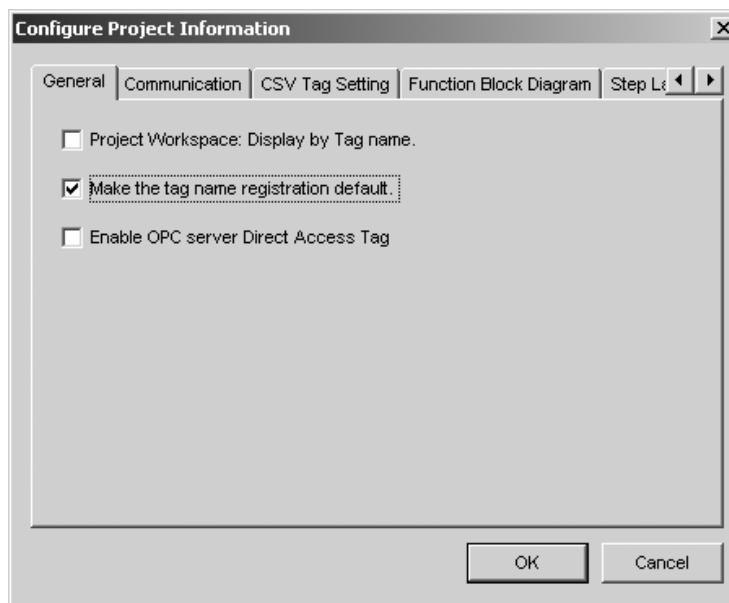 Configure Project Information
General
Communication
CSV Tag Setting
Function Block Diagram
Step
Project Workspace: Display by Tag name.
Make the tag name registration default.
Enable OPC server Direct Access Tag
OK
Cancel